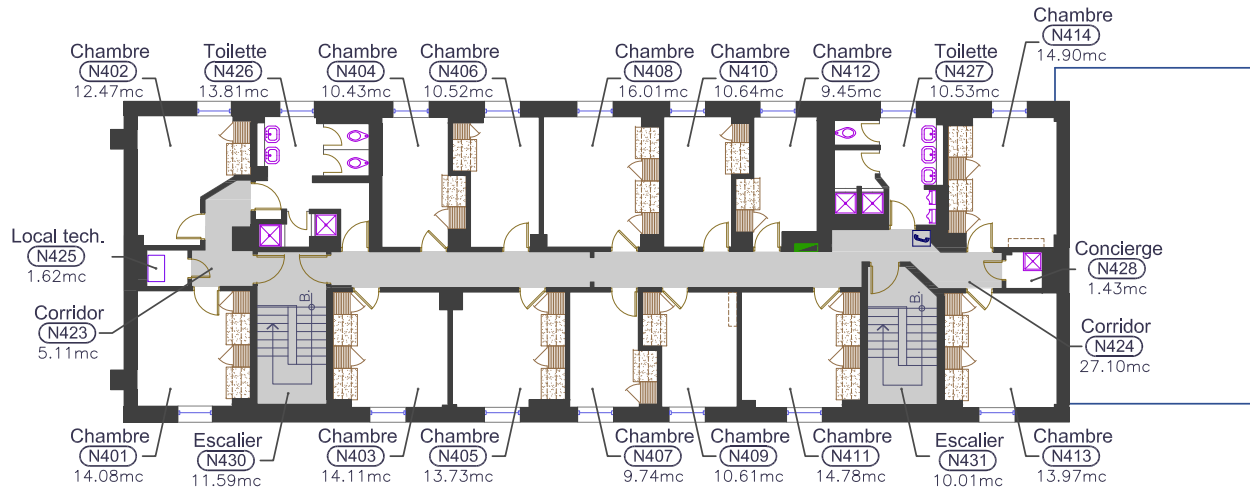 Chambre
N402
12.47mc
Toilette
N426
13.81mc
Chambre
N404
10.43mc
Chambre
N406
10.52mc
Chambre
N408
16.01mc
Chambre
N410
10.64mc
Chambre
N412
9.45mc
Toilette
N427
10.53mc
Chambre
N414
14.90mc
Local tech.
N425
1.62mc
Corridor
N423
5.11mc
Concierge
N428
1.43mc
Corridor
N424
27.10mc
B.
B.
Chambre
N401
14.08mc
Escalier
N430
11.59mc
Chambre
N403
14.11mc
Chambre
N405
13.73mc
Chambre
N407
9.74mc
Chambre
N409
10.61mc
Chambre
N411
14.78mc
Escalier
N431
10.01mc
Chambre
N413
13.97mc